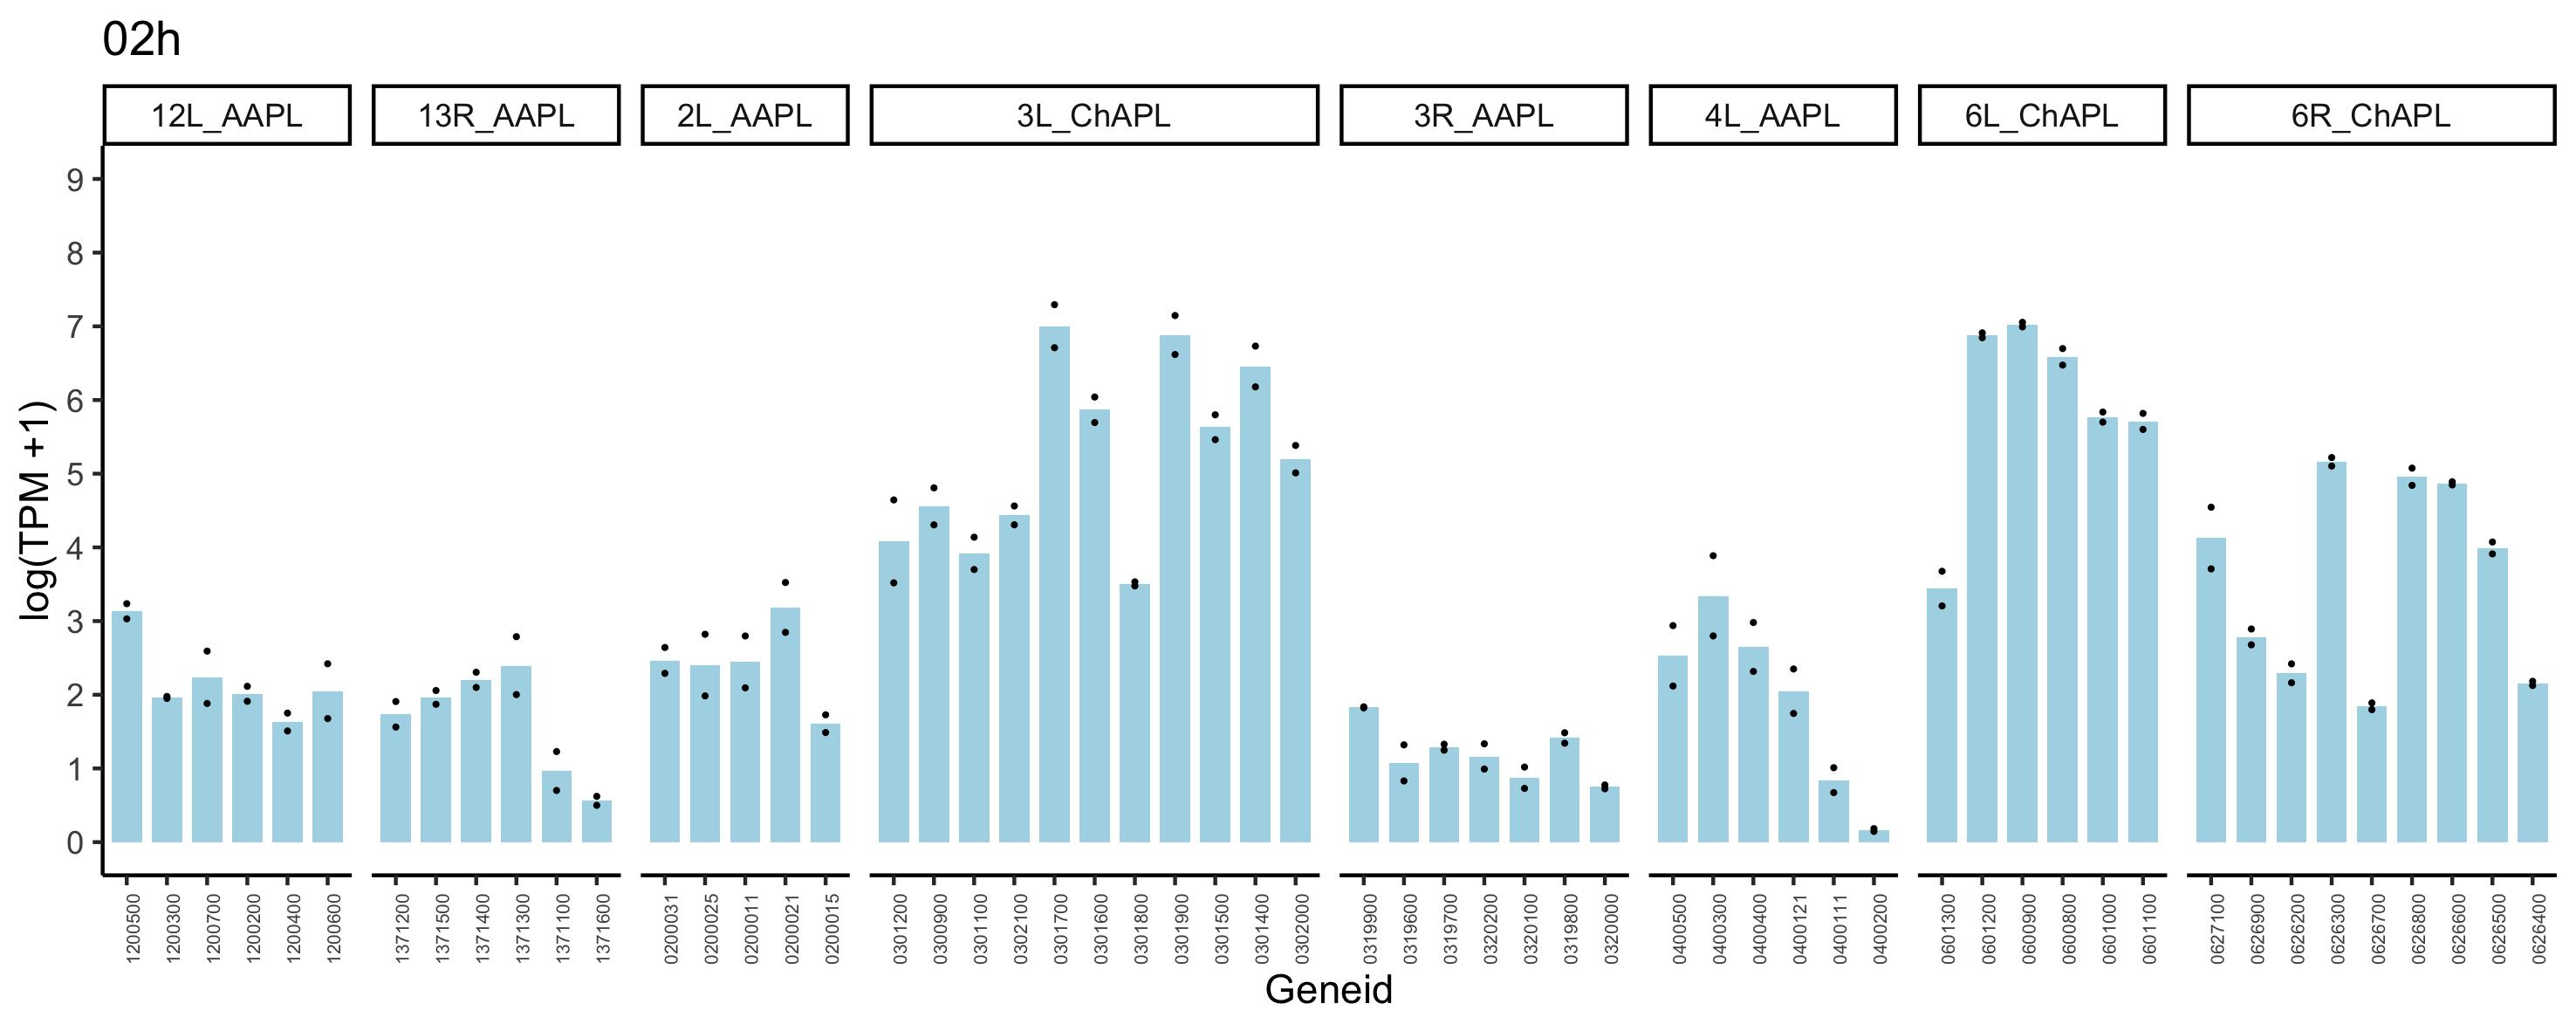 02h
12L_AAPL 13R_AAPL 2L_AAPL 3L_ChAPL 3R_AAPL 4L_AAPL 6L_ChAPL 6R_ChAPL
9
8
7
6
5
4
3
2
1
0
log(TPM +1)
1200500 1200300 1200700 1200200 1200400 1200600 1371200 1371500 1371400 1371300 1371100 1371600 0200031 0200025 0200011 0200021 0200015 0301200 0300900 0301100 0302100 0301700 0301600 0301800 0301900 0301500 0301400 0302000 0319900 0319600 0319700 0320200 0320100 0319800 0320000 0400500 0400300 0400400 0400121 0400111 0400200 0601300 0601200 0600900 0600800 0601000 0601100 0627100 0626900 0626200 0626300 0626700 0626800 0626600 0626500 0626400
Geneid